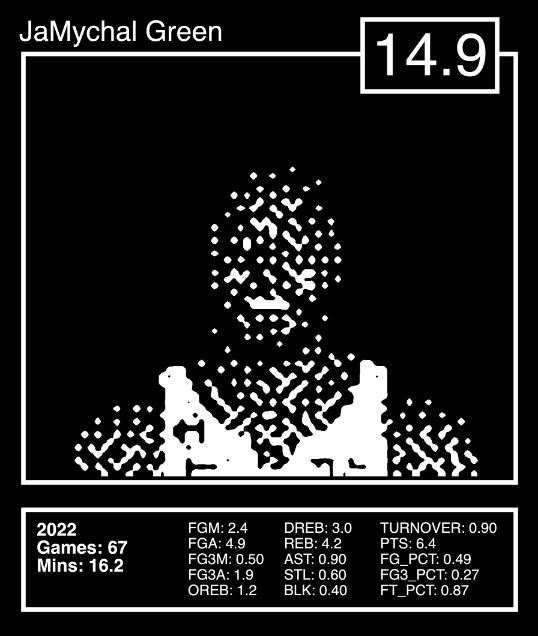 JaMychal Green
14.9
2022
Games: 67
Mins: 16.2
FGM: 2.4
FGA: 4.9
FG3M: 0.50
FG3A: 1.9
OREB: 1.2
DREB: 3.0
REB: 4.2
AST: 0.90
STL: 0.60
BLK: 0.40
TURNOVER: 0.90
PTS: 6.4
FG_PCT: 0.49
FG3_PCT: 0.27
FT_PCT: 0.87